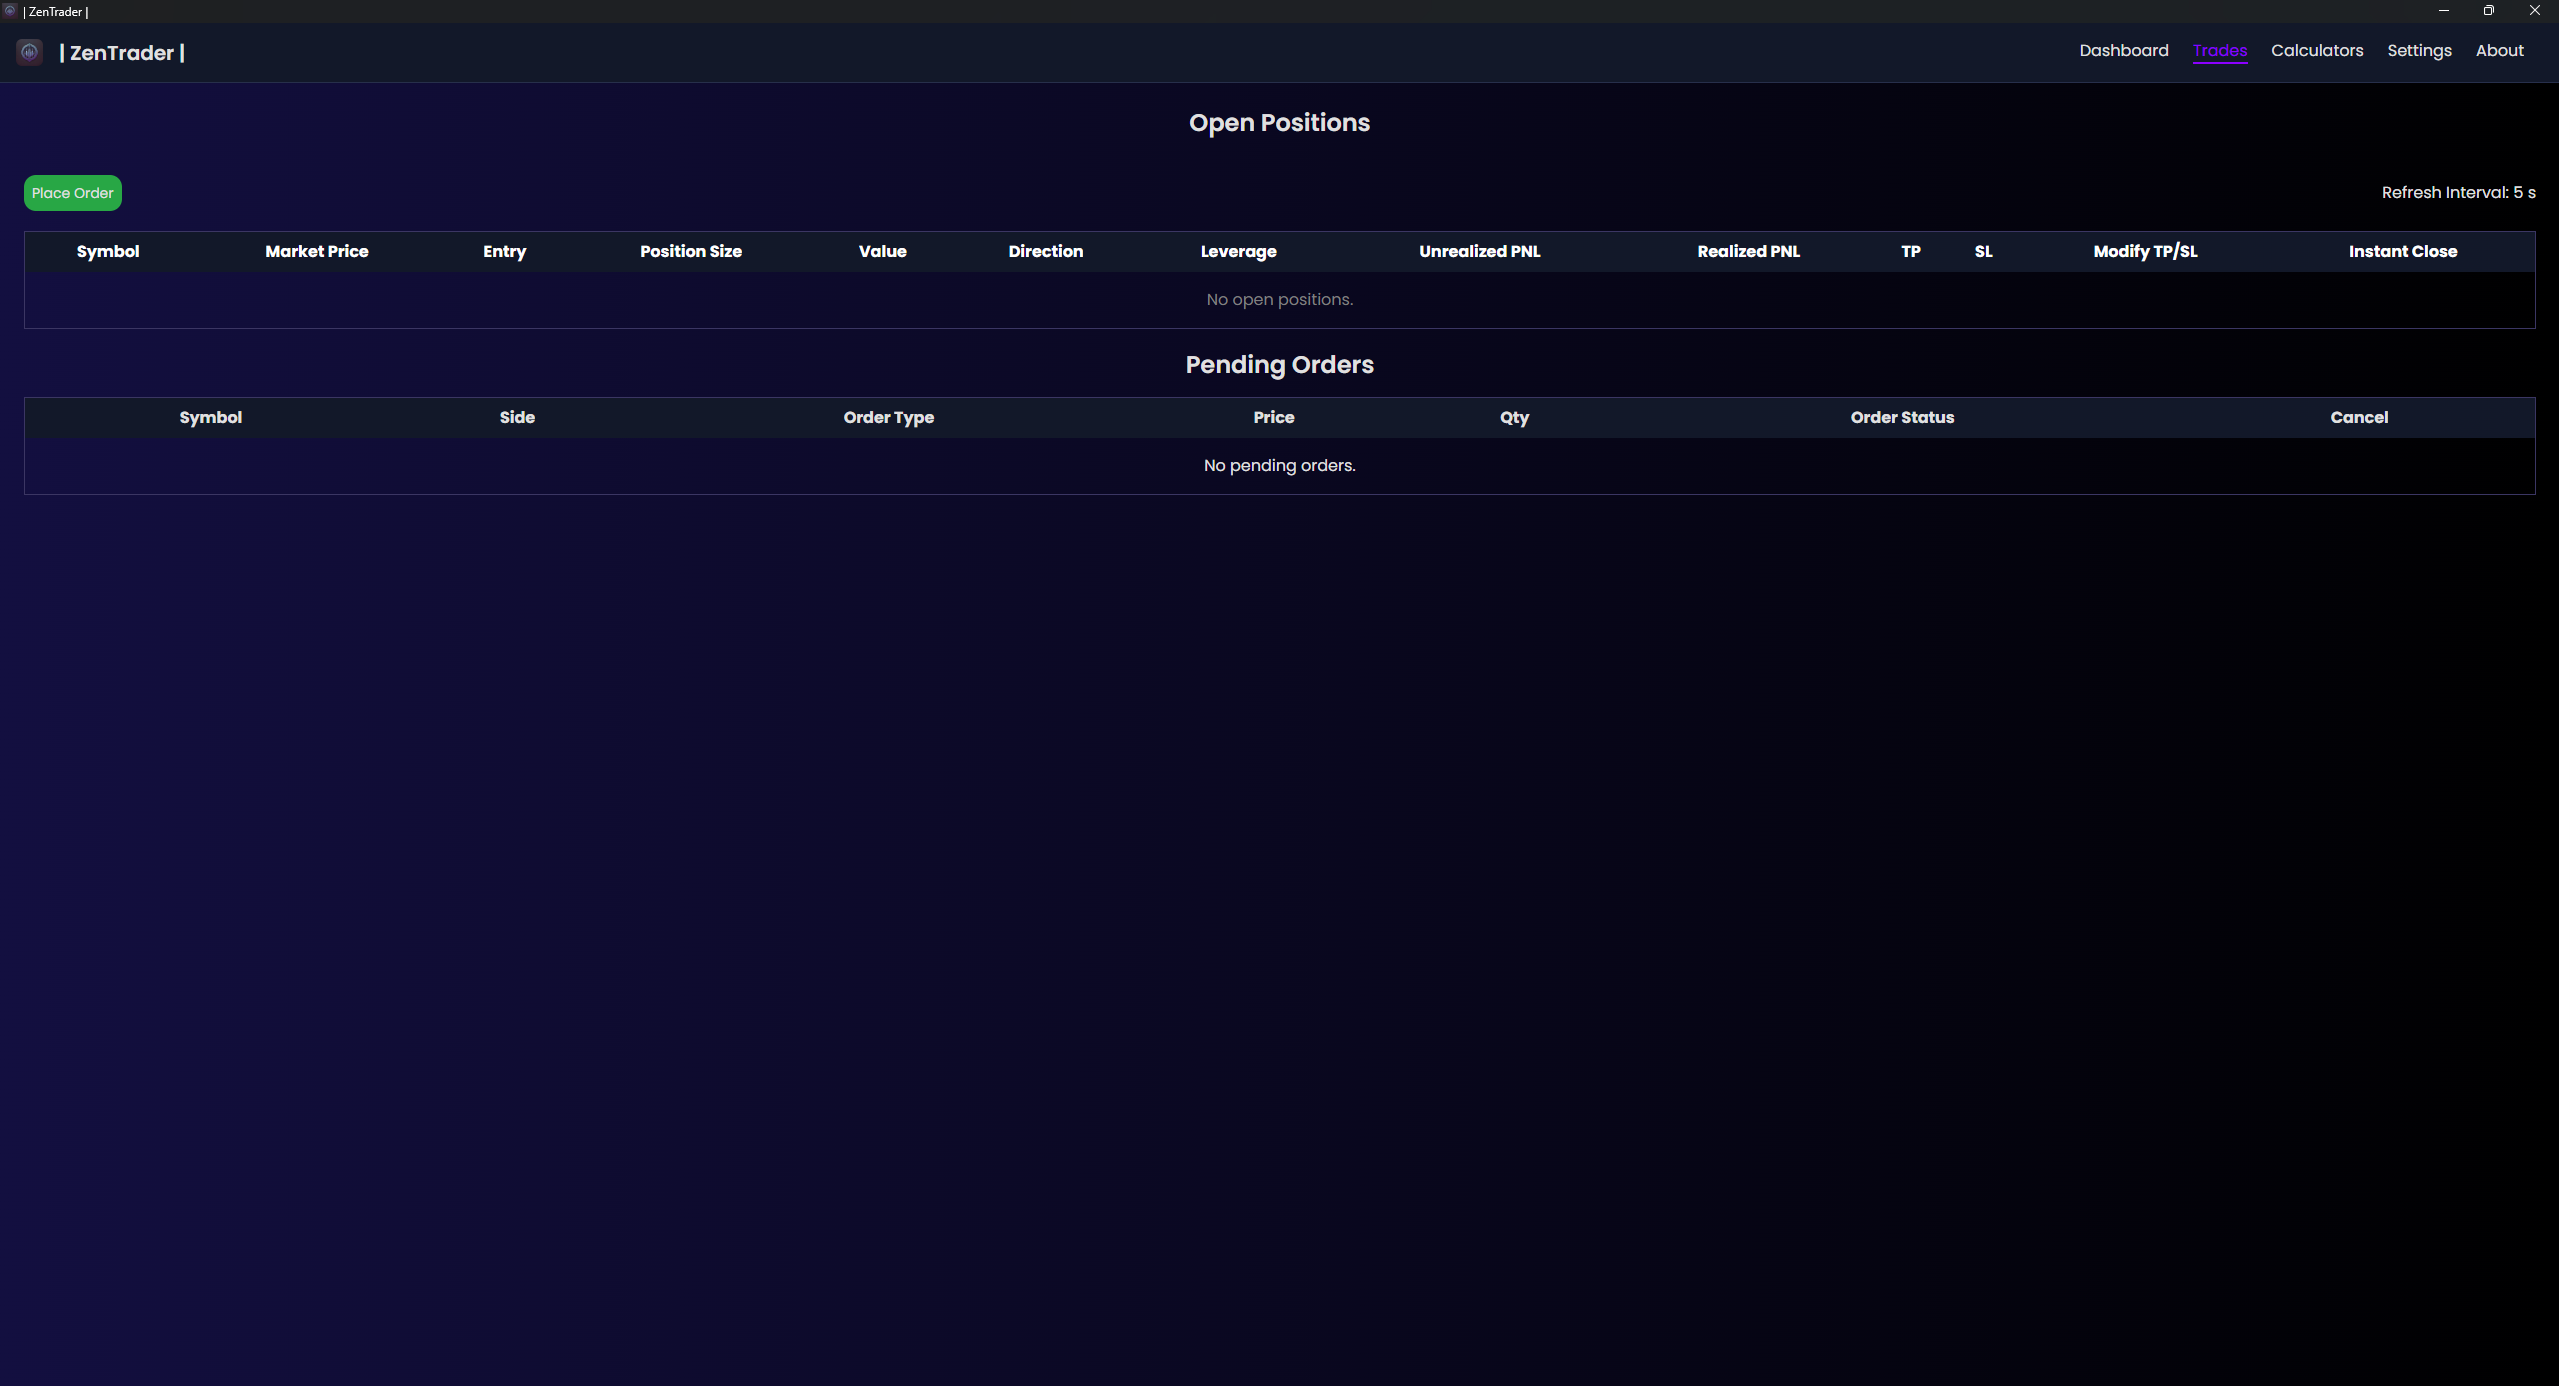 | ZenTrader |
| ZenTrader |
Dashboard Trades Calculators Settings About
Open Positions
Place Order
Refresh Interval: 5 s
Symbol Market Price Entry Position Size Value Direction Leverage Unrealized PNL Realized PNL TP SL Modify TP/SL Instant Close
No open positions.
Pending Orders
Symbol Side Order Type Price Qty Order Status Cancel
No pending orders.